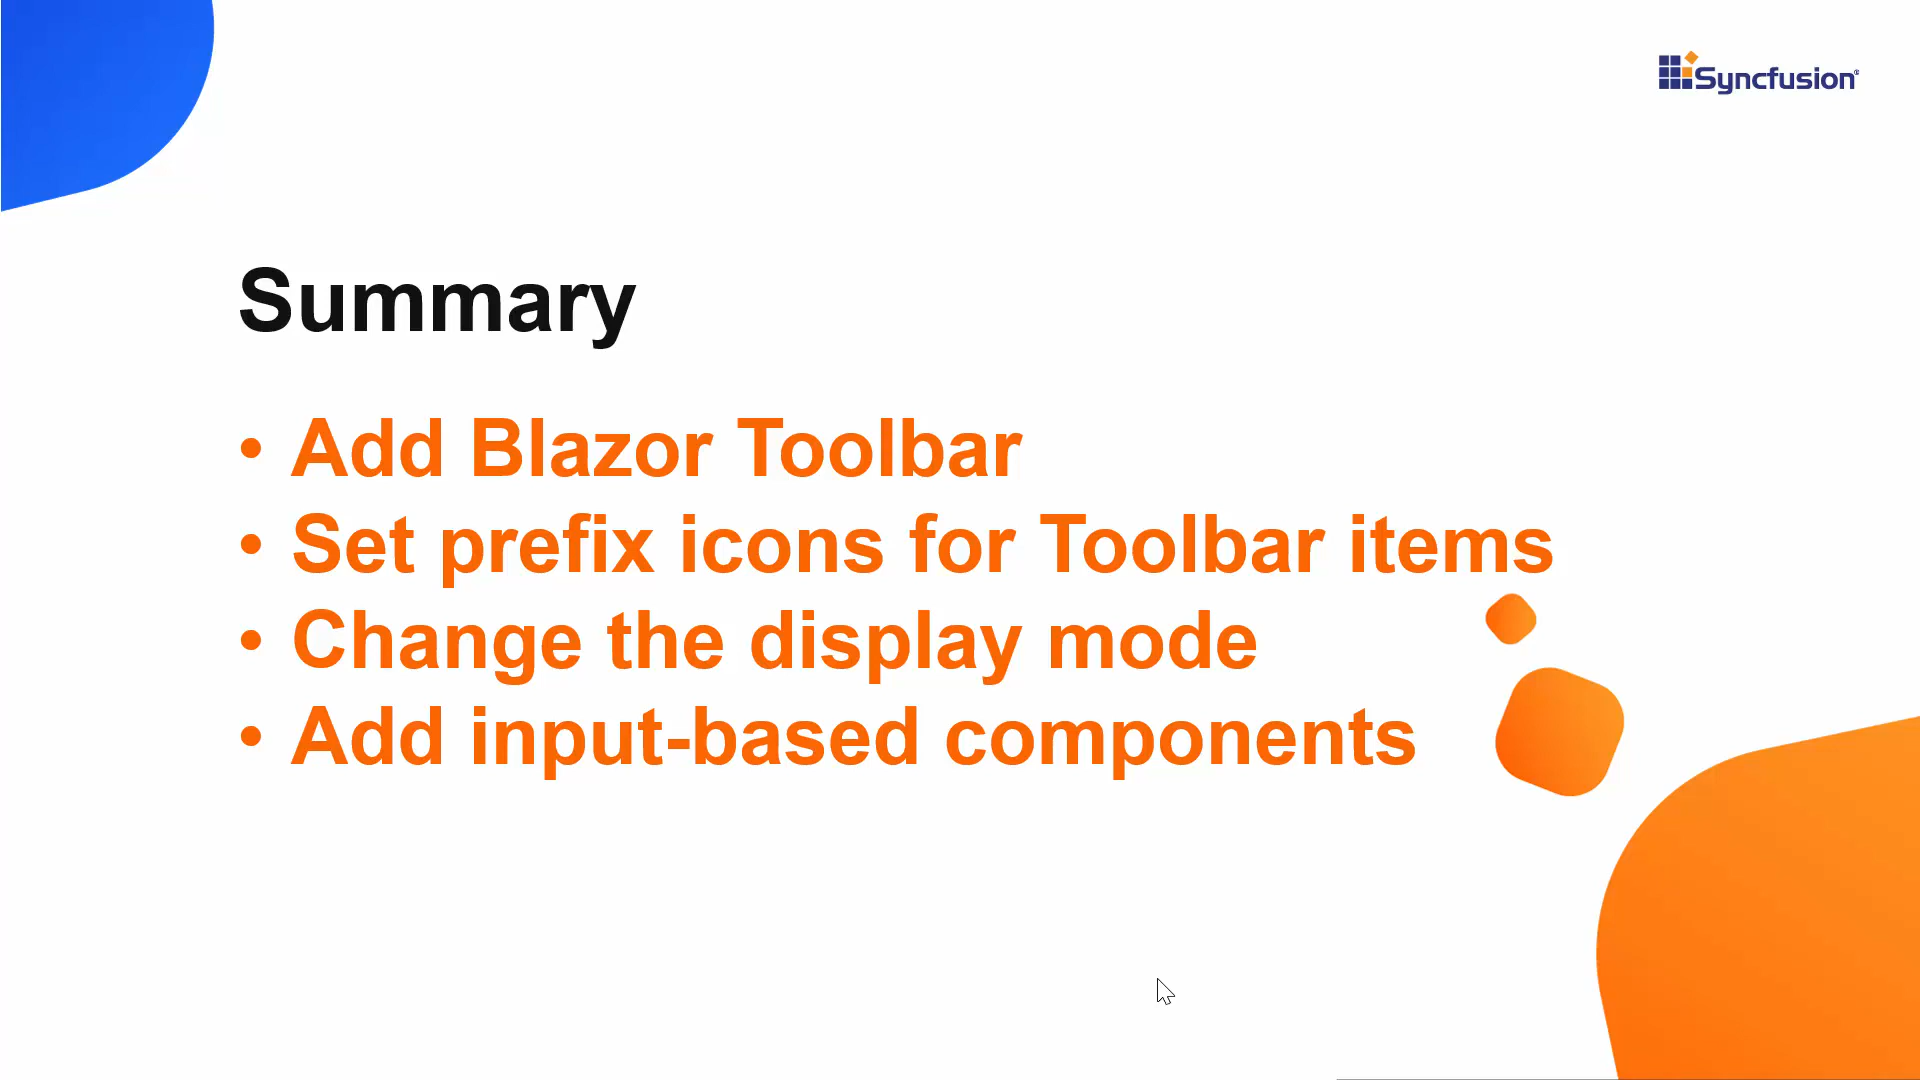 Syncfusion®
Summary
• Add Blazor Toolbar
• Set prefix icons for Toolbar items
• Change the display mode
• Add input-based components